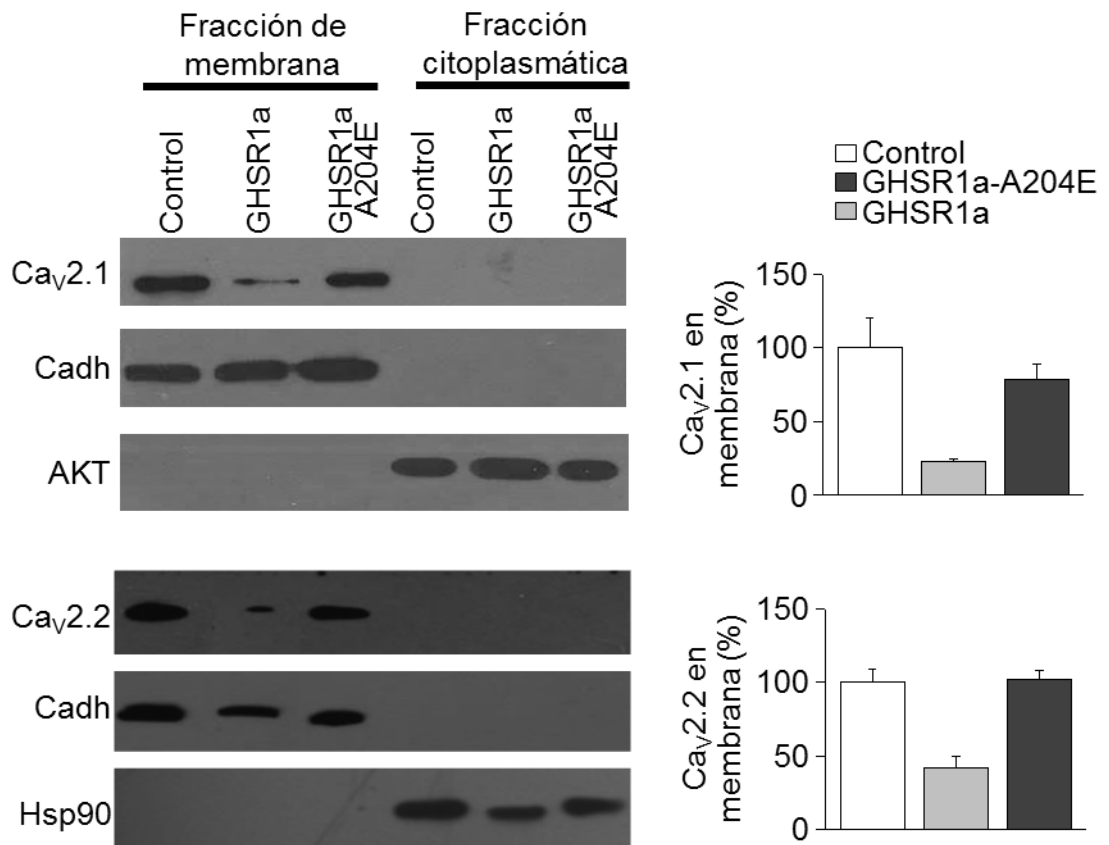 Fracción de
membrana
Fracción
citoplasmática
Control
GHSR1a
GHSR1a
A204E
Control
GHSR1a
GHSR1a
A204E
CaV2.1
Cadh
AKT
CaV2.2
Cadh
Hsp90
Control
GHSR1a-A204E
GHSR1a
CaV2.1 en
membrana (%)
150
100
50
0
CaV2.2 en
membrana (%)
150
100
50
0